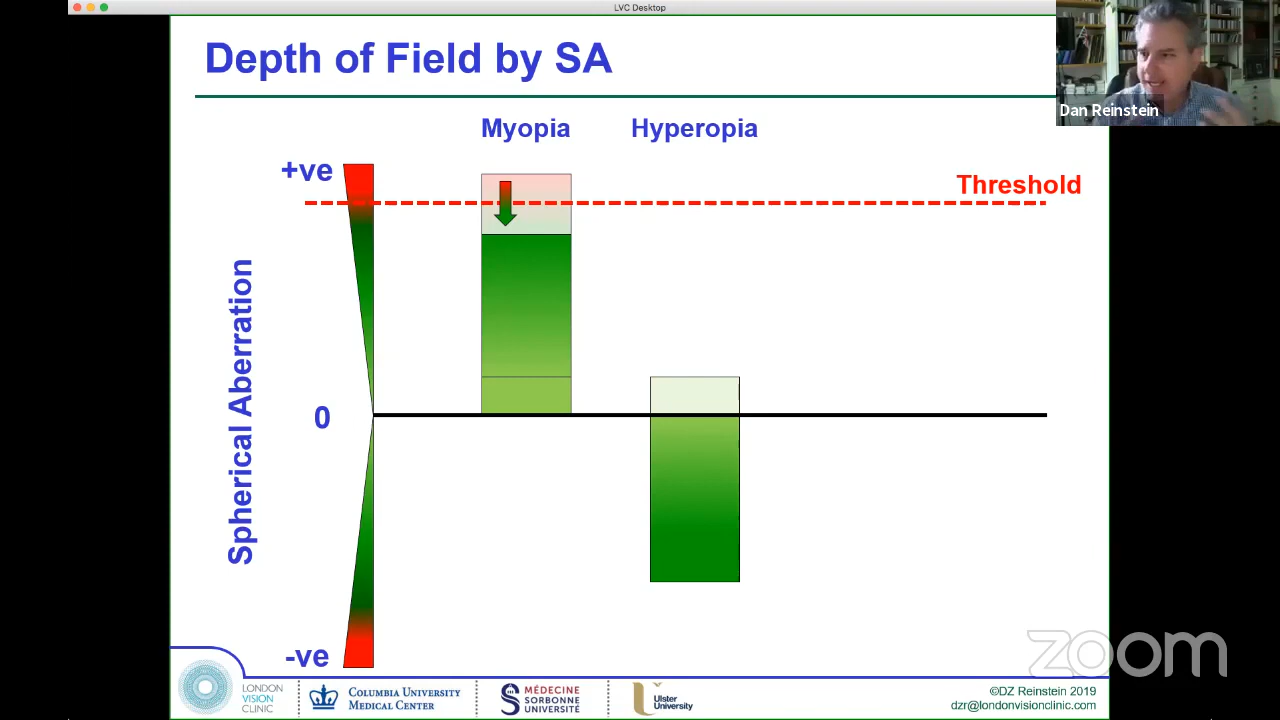 LVC Desktop
Depth of Field by SA
Dan Reinstein
Myopia
Hyperopia
+ve
Threshold
Spherical Aberration
0
-ve
zoom
LONDON
VISION
CLINIC
COLUMBIA UNIVERSITY
MEDICAL CENTER
MÉDECINE
SORBONNE
UNIVERSITÉ
Ulster
University
©DZ Reinstein 2019
dzr@londonvisionclinic.com